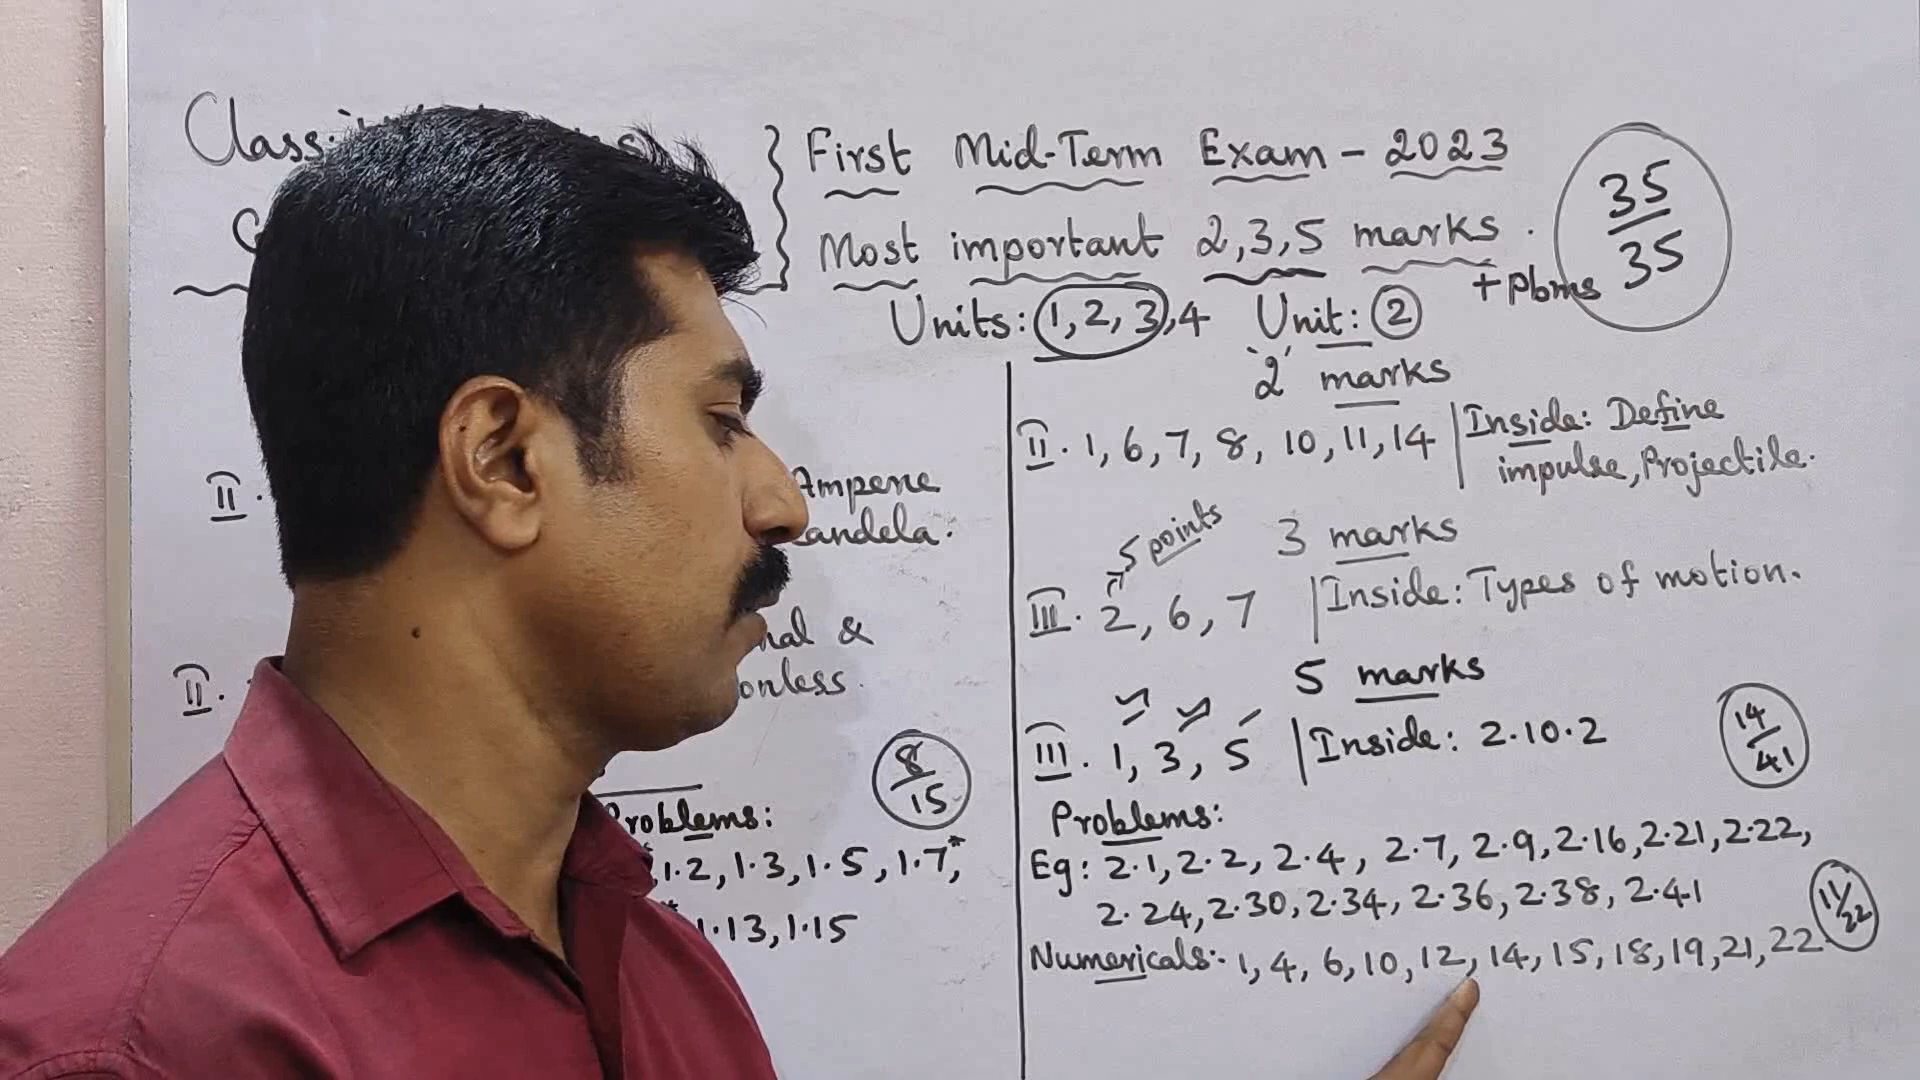 First Mid-Term Exam - 2023
Most important 2,3,5 marks.
+ Pbms
35/35
Units: 1, 2, 3, 4 Unit: 2
'2' marks
II. 1, 6, 7, 8, 10, 11, 14 | Inside: Define
impulse, Projectile.
5 points
3 marks
III. 2, 6, 7 | Inside: Types of motion.
5 marks
III. 1, 3, 5 | Inside: 2.10.2
14/41
Problems:
Eg: 2.1, 2.2, 2.4, 2.7, 2.9, 2.16, 2.21, 2.22,
2.24, 2.30, 2.34, 2.36, 2.38, 2.41
11/22
Numericals:- 1, 4, 6, 10, 12, 14, 15, 18, 19, 21, 22.
II.
Ampere
Candela.
&
II.
8/15
Problems:
1.2, 1.3, 1.5, 1.7*,
1.13, 1.15